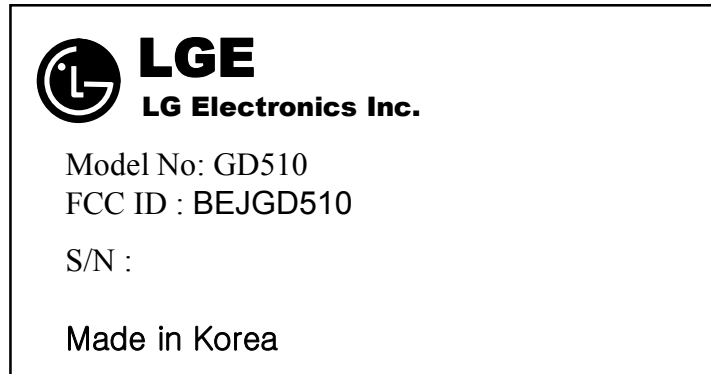 LGE
LG Electronics Inc.
Model No: GD510
FCC ID : BEJGD510
S/N :
Made in Korea